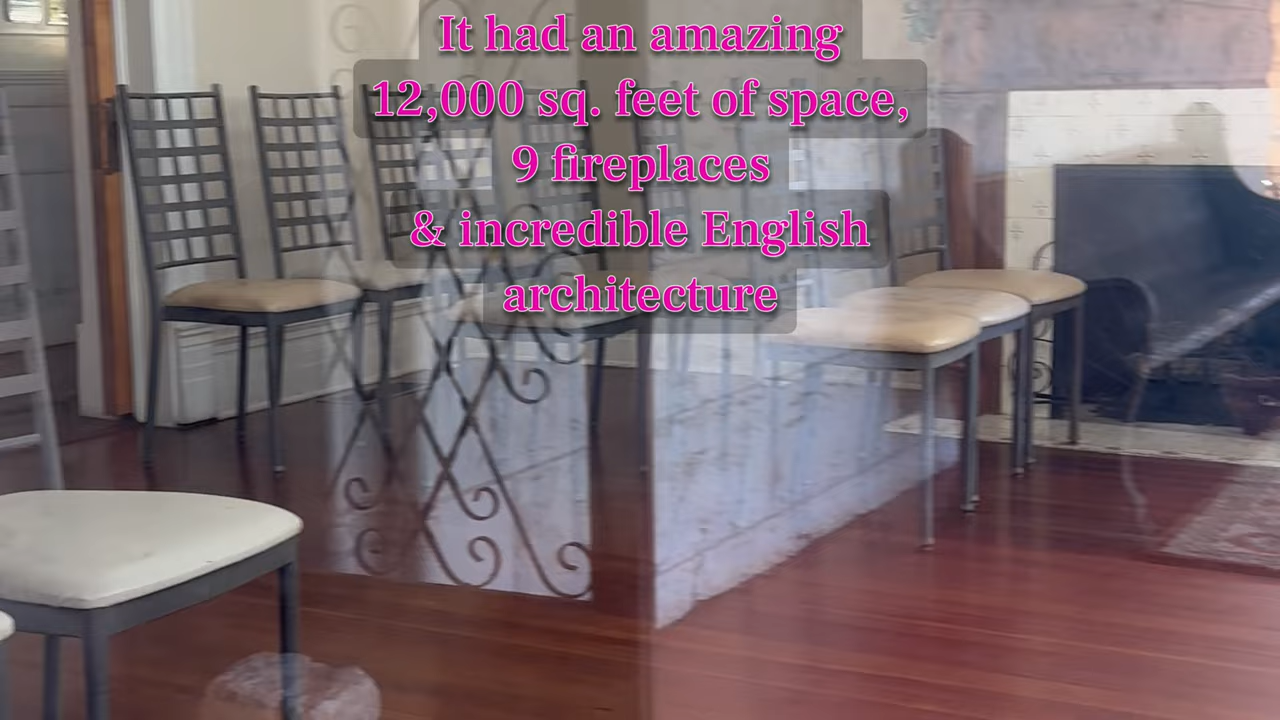 It had an amazing
12,000 sq. feet of space,
9 fireplaces
& incredible English
architecture